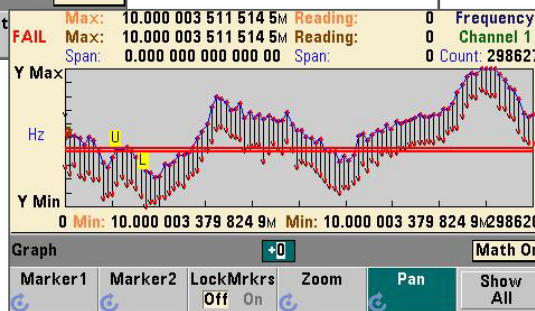 t
Max: 10.000 003 511 514 5M Reading: 0 Frequency
FAIL Max: 10.000 003 511 514 5M Reading: 0 Channel 1
Span: 0.000 000 000 000 00 Span: 0 Count: 298627
Y Max
Hz
U
L
Y Min
0 Min: 10.000 003 379 824 9M Min: 10.000 003 379 824 9M 298620
Graph +0 Math On
Marker1 Marker2 LockMrkrs Zoom Pan Show
Off On All